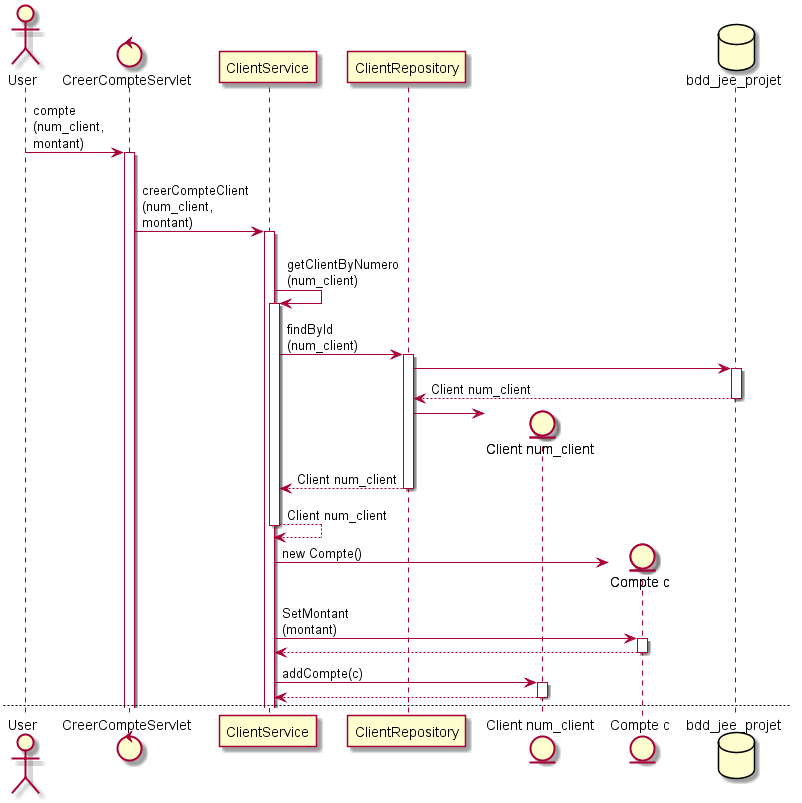 User
CreerCompteServlet
ClientService
ClientRepository
bdd_jee_projet
compte
(num_client,
montant)
creerCompteClient
(num_client,
montant)
getClientByNumero
(num_client)
findById
(num_client)
Client num_client
Client num_client
Client num_client
Client num_client
new Compte()
Compte c
SetMontant
(montant)
addCompte(c)
User
CreerCompteServlet
ClientService
ClientRepository
Client num_client
Compte c
bdd_jee_projet